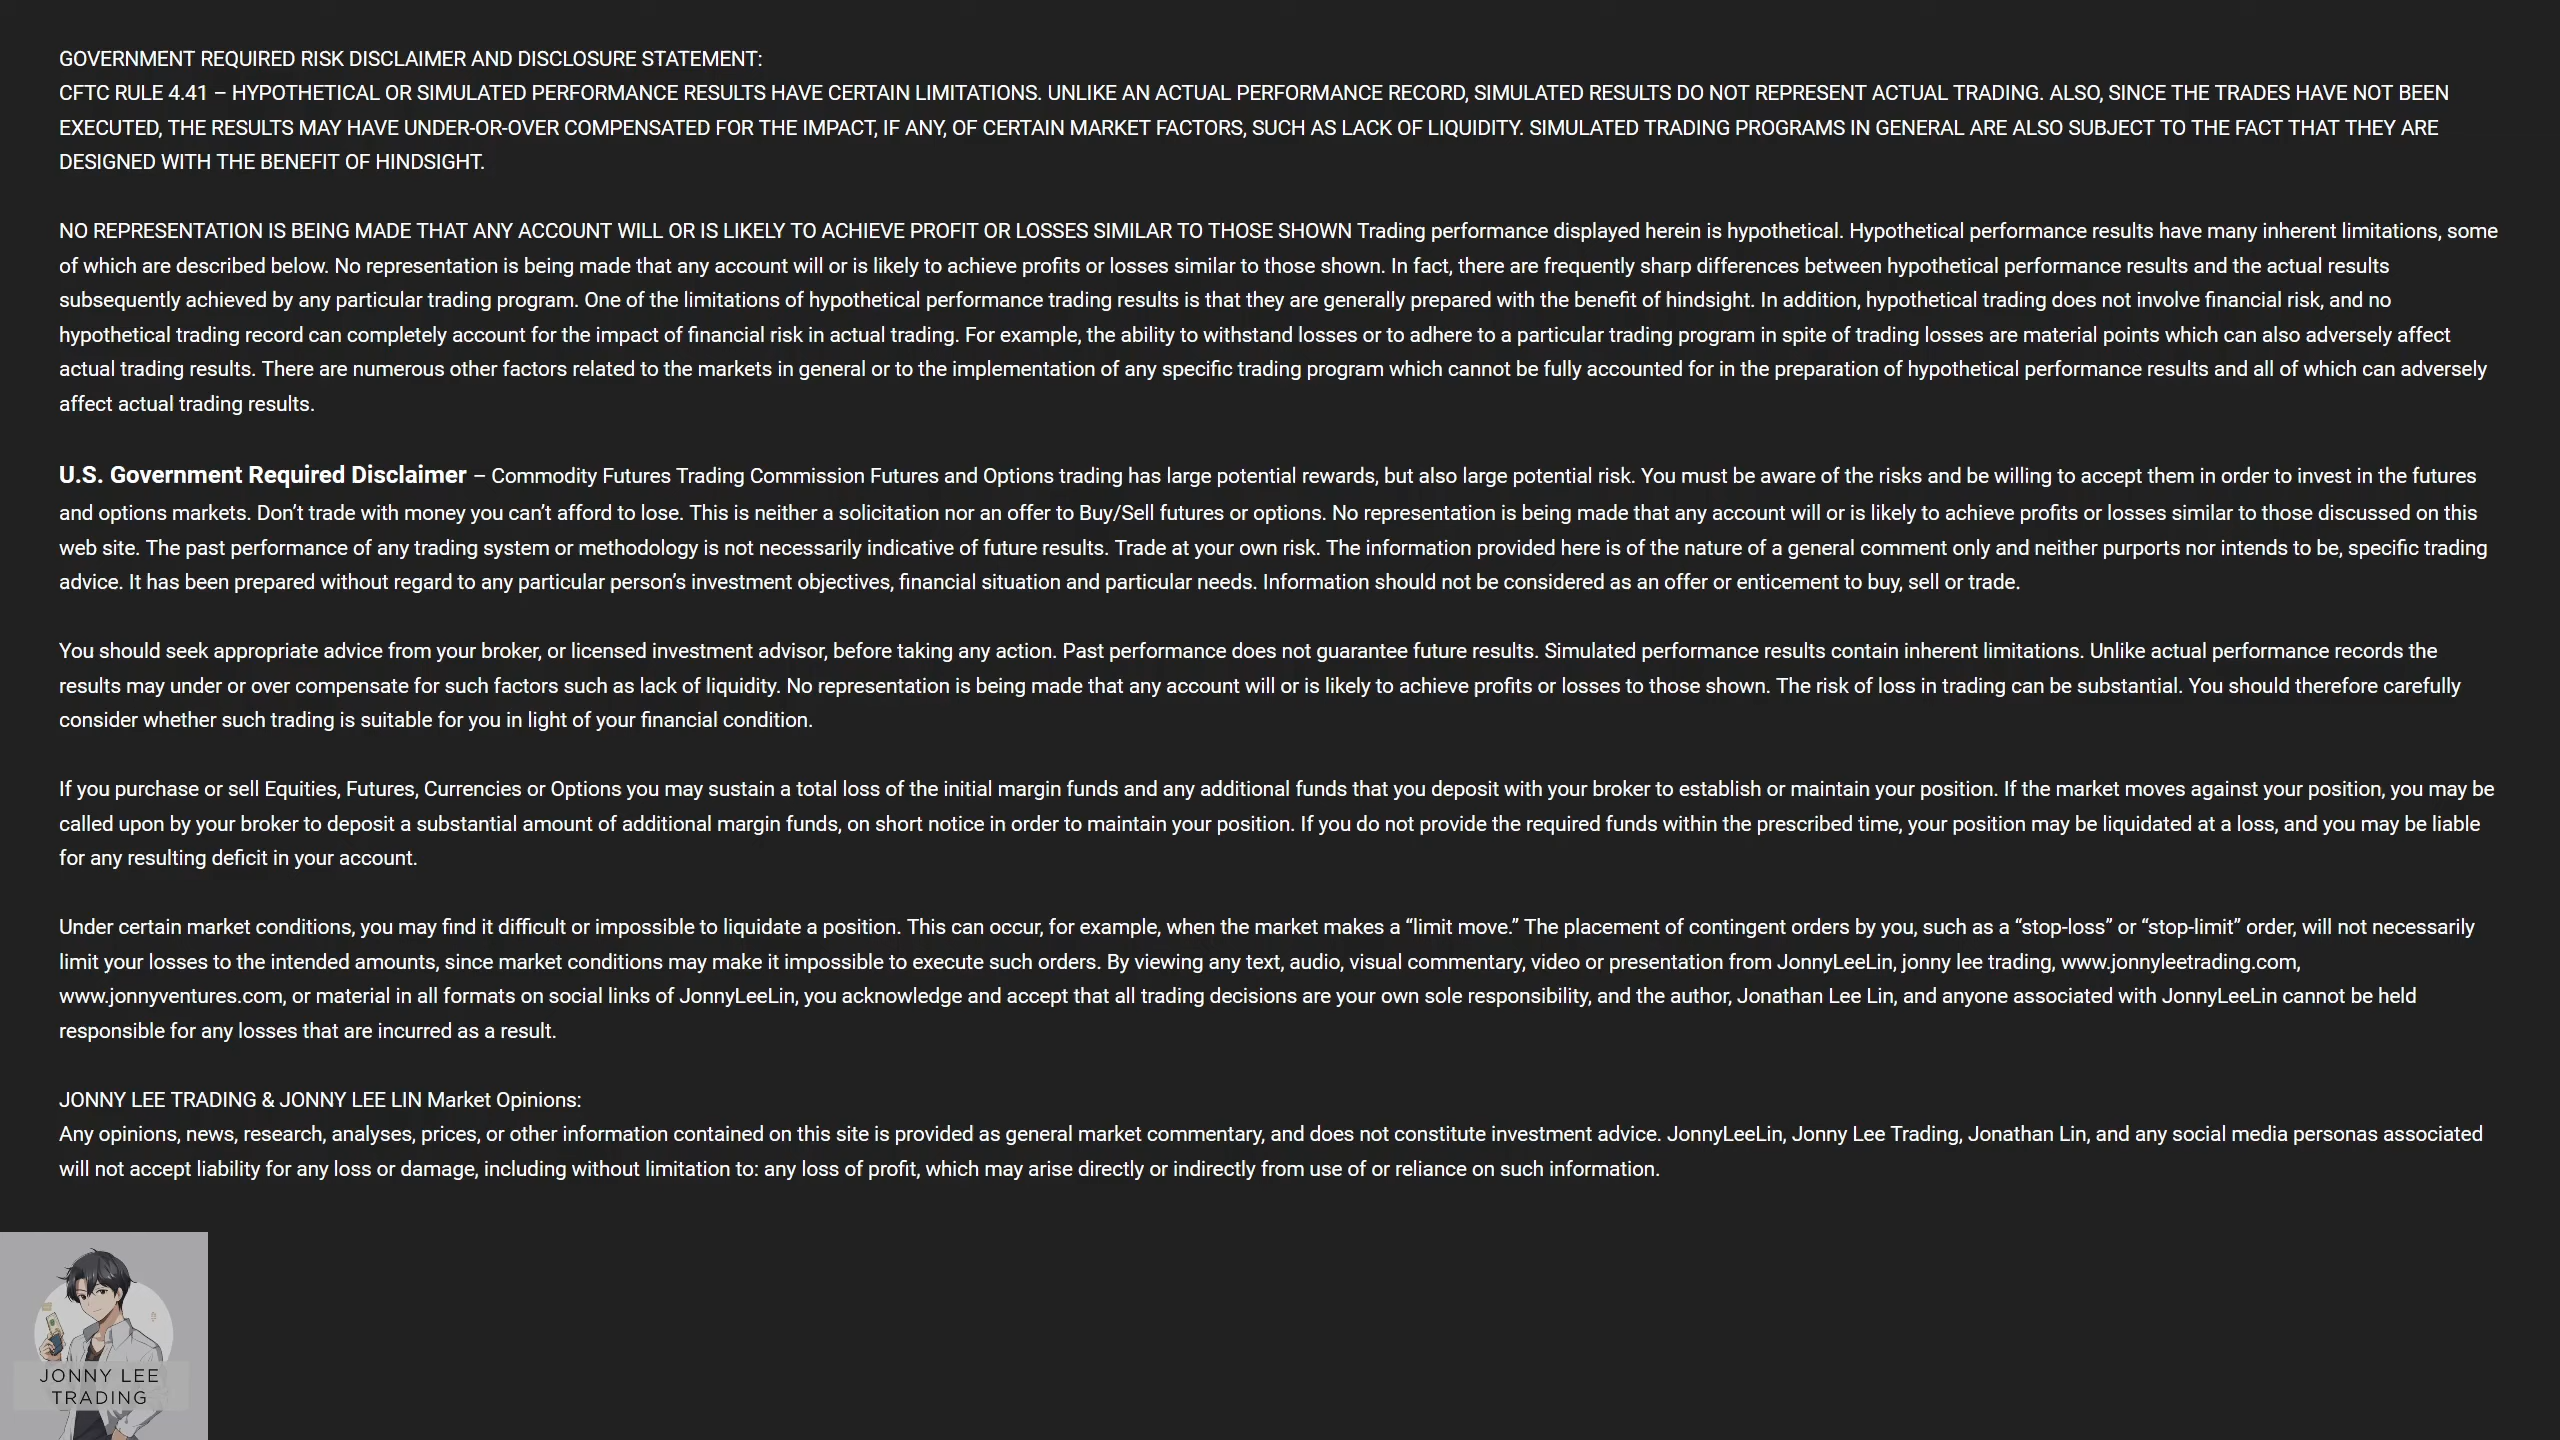 GOVERNMENT REQUIRED RISK DISCLAIMER AND DISCLOSURE STATEMENT:
CFTC RULE 4.41 – HYPOTHETICAL OR SIMULATED PERFORMANCE RESULTS HAVE CERTAIN LIMITATIONS. UNLIKE AN ACTUAL PERFORMANCE RECORD, SIMULATED RESULTS DO NOT REPRESENT ACTUAL TRADING. ALSO, SINCE THE TRADES HAVE NOT BEEN
EXECUTED, THE RESULTS MAY HAVE UNDER-OR-OVER COMPENSATED FOR THE IMPACT, IF ANY, OF CERTAIN MARKET FACTORS, SUCH AS LACK OF LIQUIDITY. SIMULATED TRADING PROGRAMS IN GENERAL ARE ALSO SUBJECT TO THE FACT THAT THEY ARE
DESIGNED WITH THE BENEFIT OF HINDSIGHT.
NO REPRESENTATION IS BEING MADE THAT ANY ACCOUNT WILL OR IS LIKELY TO ACHIEVE PROFIT OR LOSSES SIMILAR TO THOSE SHOWN Trading performance displayed herein is hypothetical. Hypothetical performance results have many inherent limitations, some
of which are described below. No representation is being made that any account will or is likely to achieve profits or losses similar to those shown. In fact, there are frequently sharp differences between hypothetical performance results and the actual results
subsequently achieved by any particular trading program. One of the limitations of hypothetical performance trading results is that they are generally prepared with the benefit of hindsight. In addition, hypothetical trading does not involve financial risk, and no
hypothetical trading record can completely account for the impact of financial risk in actual trading. For example, the ability to withstand losses or to adhere to a particular trading program in spite of trading losses are material points which can also adversely affect
actual trading results. There are numerous other factors related to the markets in general or to the implementation of any specific trading program which cannot be fully accounted for in the preparation of hypothetical performance results and all of which can adversely
affect actual trading results.
U.S. Government Required Disclaimer – Commodity Futures Trading Commission Futures and Options trading has large potential rewards, but also large potential risk. You must be aware of the risks and be willing to accept them in order to invest in the futures
and options markets. Don’t trade with money you can’t afford to lose. This is neither a solicitation nor an offer to Buy/Sell futures or options. No representation is being made that any account will or is likely to achieve profits or losses similar to those discussed on this
web site. The past performance of any trading system or methodology is not necessarily indicative of future results. Trade at your own risk. The information provided here is of the nature of a general comment only and neither purports nor intends to be, specific trading
advice. It has been prepared without regard to any particular person’s investment objectives, financial situation and particular needs. Information should not be considered as an offer or enticement to buy, sell or trade.
You should seek appropriate advice from your broker, or licensed investment advisor, before taking any action. Past performance does not guarantee future results. Simulated performance results contain inherent limitations. Unlike actual performance records the
results may under or over compensate for such factors such as lack of liquidity. No representation is being made that any account will or is likely to achieve profits or losses to those shown. The risk of loss in trading can be substantial. You should therefore carefully
consider whether such trading is suitable for you in light of your financial condition.
If you purchase or sell Equities, Futures, Currencies or Options you may sustain a total loss of the initial margin funds and any additional funds that you deposit with your broker to establish or maintain your position. If the market moves against your position, you may be
called upon by your broker to deposit a substantial amount of additional margin funds, on short notice in order to maintain your position. If you do not provide the required funds within the prescribed time, your position may be liquidated at a loss, and you may be liable
for any resulting deficit in your account.
Under certain market conditions, you may find it difficult or impossible to liquidate a position. This can occur, for example, when the market makes a “limit move.” The placement of contingent orders by you, such as a “stop-loss” or “stop-limit” order, will not necessarily
limit your losses to the intended amounts, since market conditions may make it impossible to execute such orders. By viewing any text, audio, visual commentary, video or presentation from JonnyLeeLin, jonny lee trading, www.jonnyleetrading.com,
www.jonnyventures.com, or material in all formats on social links of JonnyLeeLin, you acknowledge and accept that all trading decisions are your own sole responsibility, and the author, Jonathan Lee Lin, and anyone associated with JonnyLeeLin cannot be held
responsible for any losses that are incurred as a result.
JONNY LEE TRADING & JONNY LEE LIN Market Opinions:
Any opinions, news, research, analyses, prices, or other information contained on this site is provided as general market commentary, and does not constitute investment advice. JonnyLeeLin, Jonny Lee Trading, Jonathan Lin, and any social media personas associated
will not accept liability for any loss or damage, including without limitation to: any loss of profit, which may arise directly or indirectly from use of or reliance on such information.
JONNY LEE
TRADING